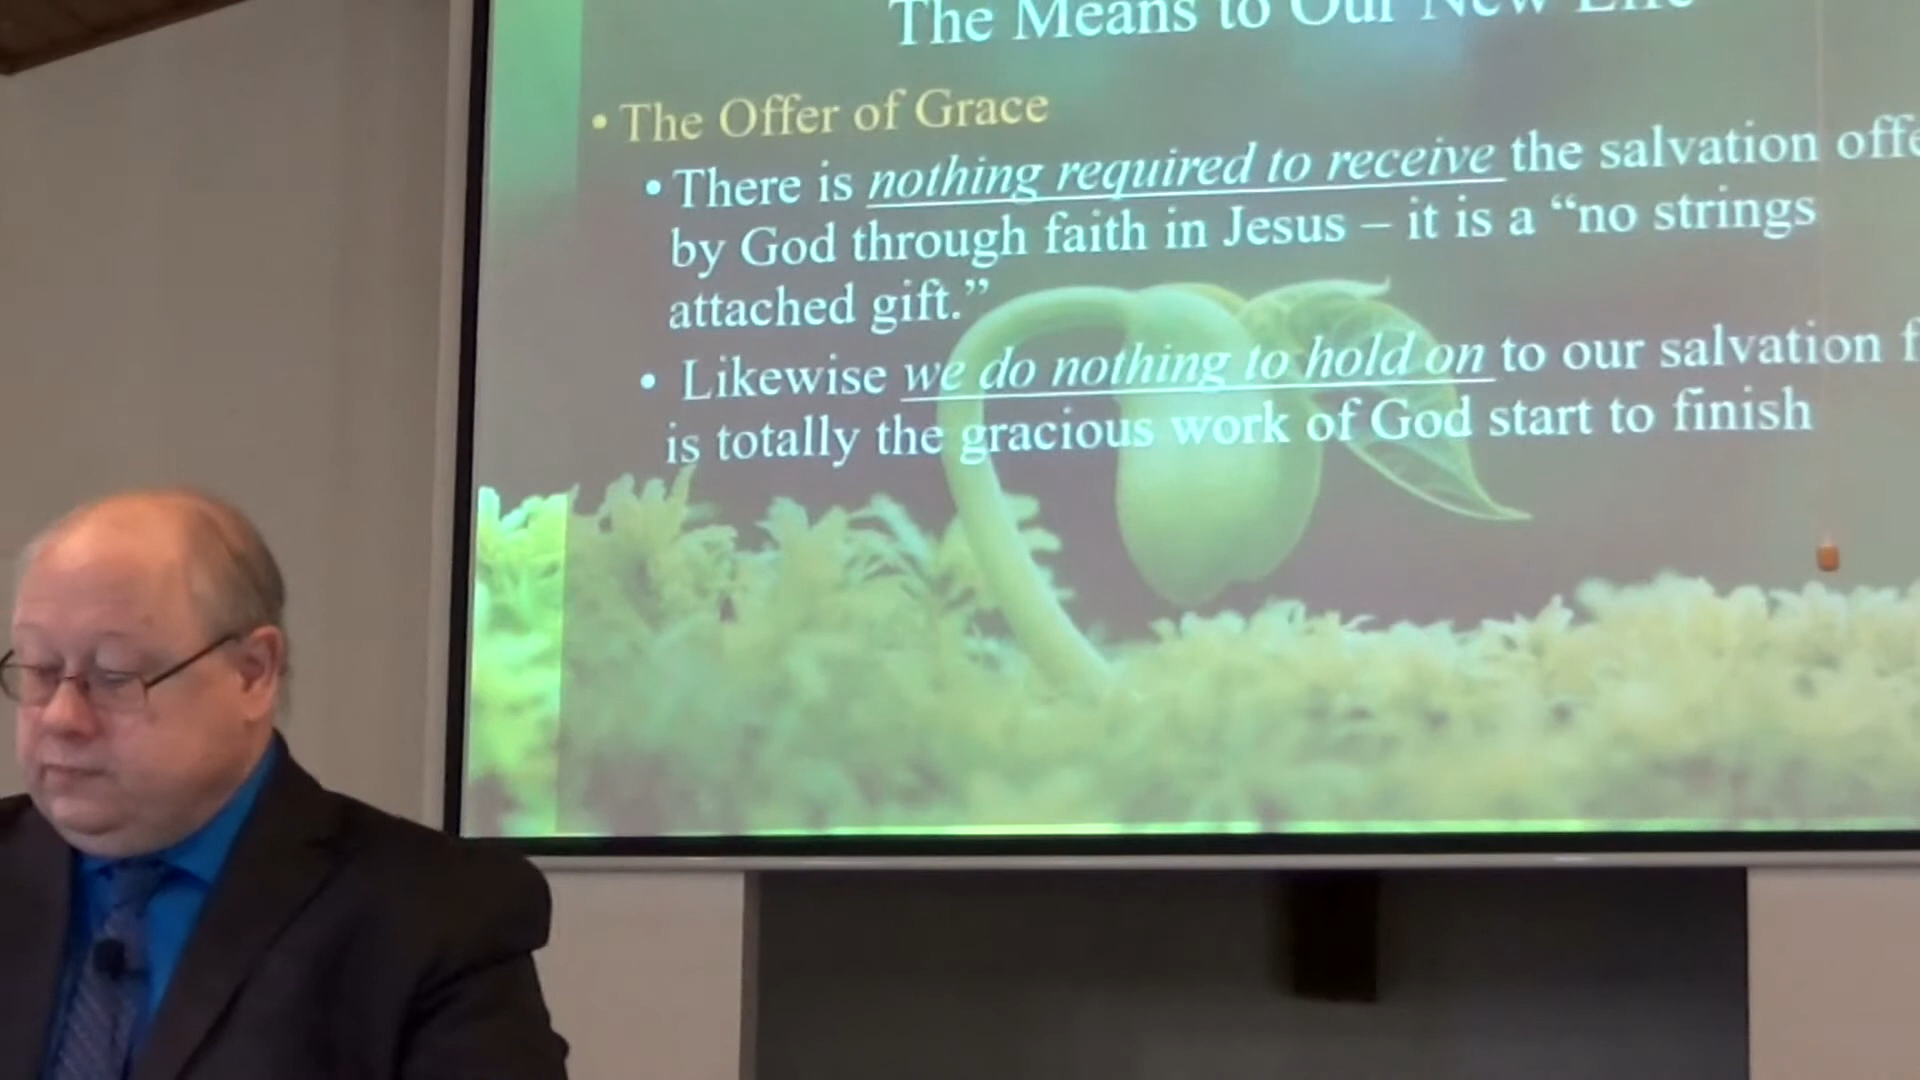 The Means to Our New Life
• The Offer of Grace
• There is nothing required to receive the salvation
by God through faith in Jesus – it is a “no strings
attached gift.”
• Likewise we do nothing to hold on to our salvation
is totally the gracious work of God start to finish